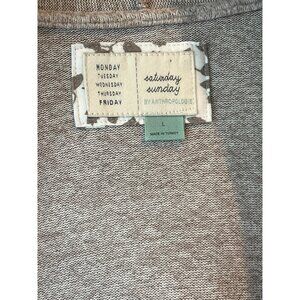 MONDAY
TUESDAY
WEDNESDAY
THURSDAY
FRIDAY
saturday
sunday
BY ANTHROPOLOGIE
L
MADE IN TURKEY